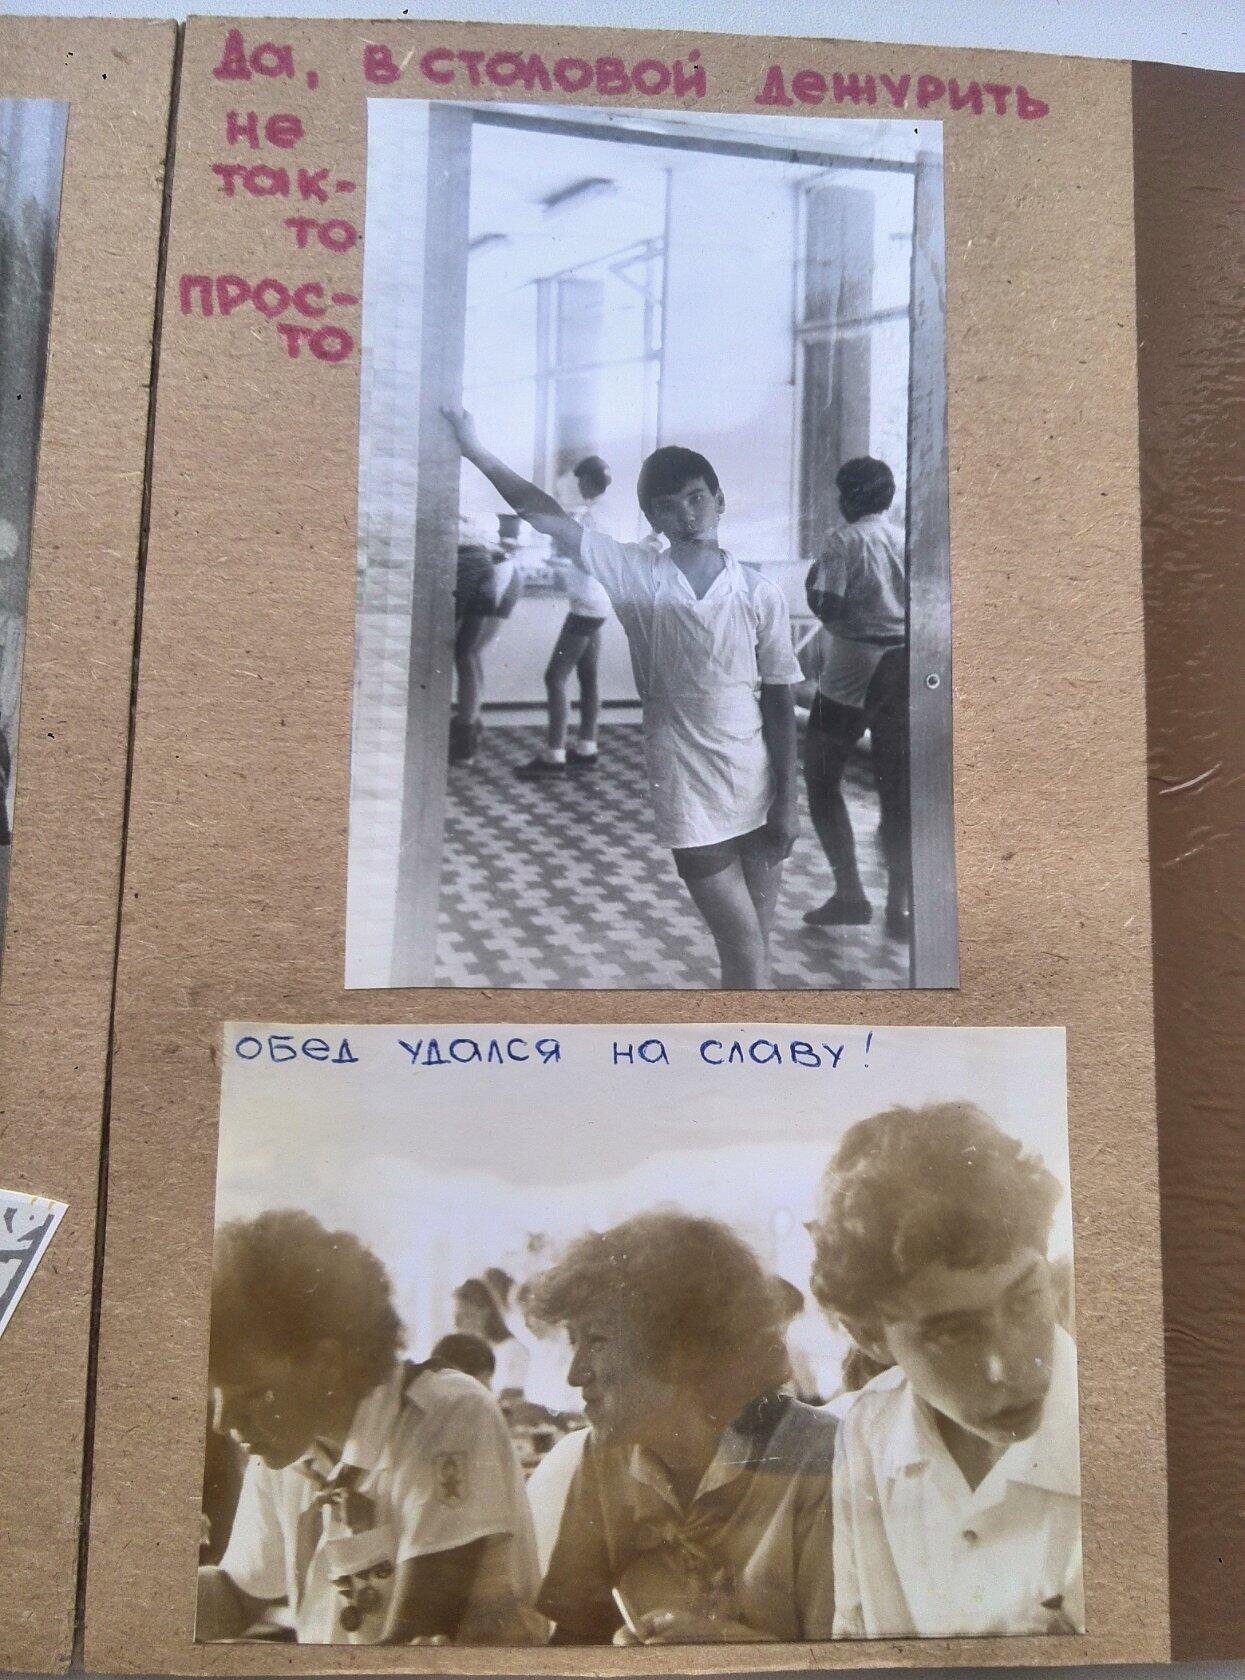 Да, в столовой дежурить
не
так-
то
прос-
то
обед удался на славу!